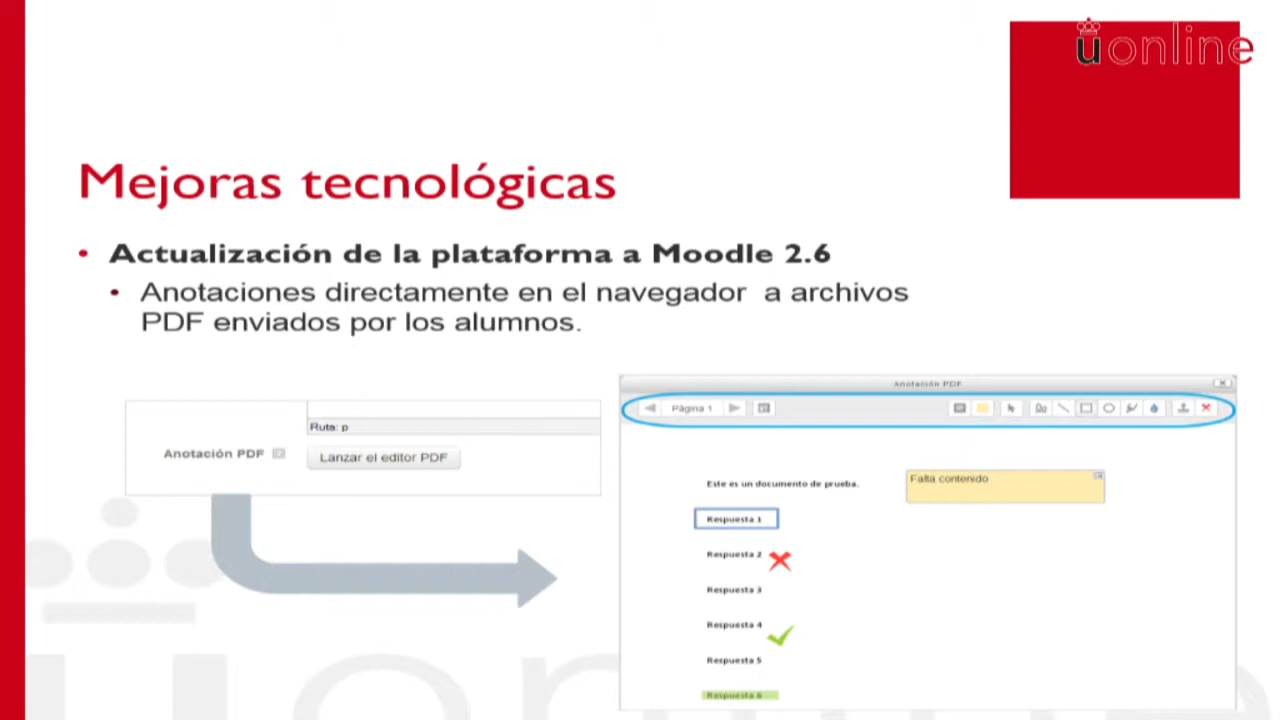 uonline
Mejoras tecnológicas
• Actualización de la plataforma a Moodle 2.6
• Anotaciones directamente en el navegador a archivos
PDF enviados por los alumnos.
Ruta: p
Anotación PDF
Lanzar el editor PDF
Anotación PDF
Página 1
Este es un documento de prueba.
Falta contenido
Respuesta 1
Respuesta 2
Respuesta 3
Respuesta 4
Respuesta 5
Respuesta 6